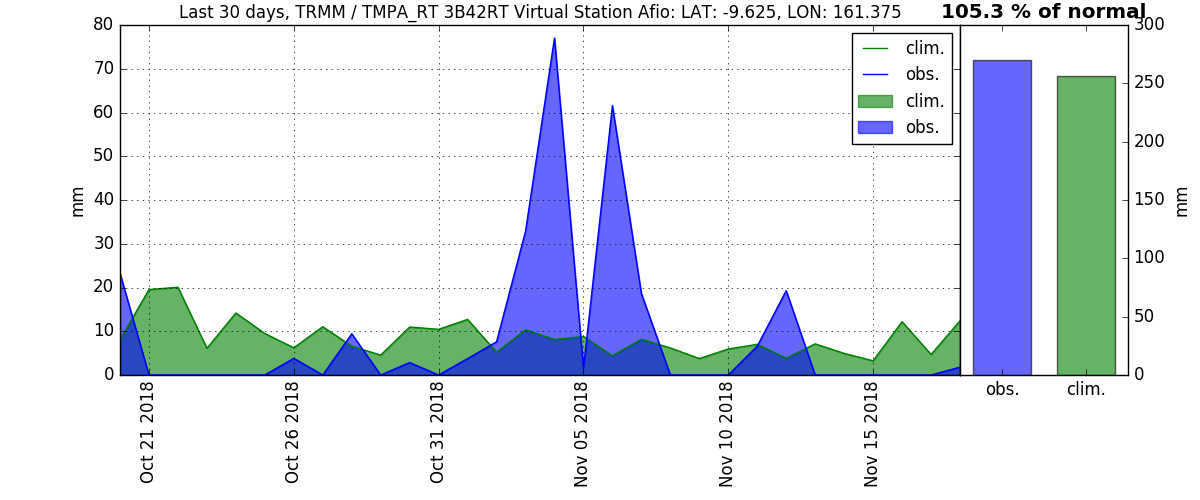 Last 30 days, TRMM / TMPA_RT 3B42RT Virtual Station Afio: LAT: -9.625, LON: 161.375
105.3 % of normal
80
70
60
50
40
30
20
10
0
mm
clim.
obs.
clim.
obs.
Oct 21 2018
Oct 26 2018
Oct 31 2018
Nov 05 2018
Nov 10 2018
Nov 15 2018
300
250
200
150
100
50
0
mm
obs.
clim.